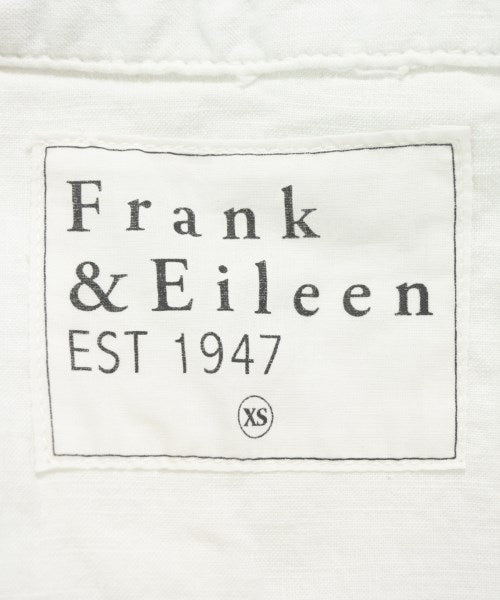 Frank
& Eileen
EST 1947
XS